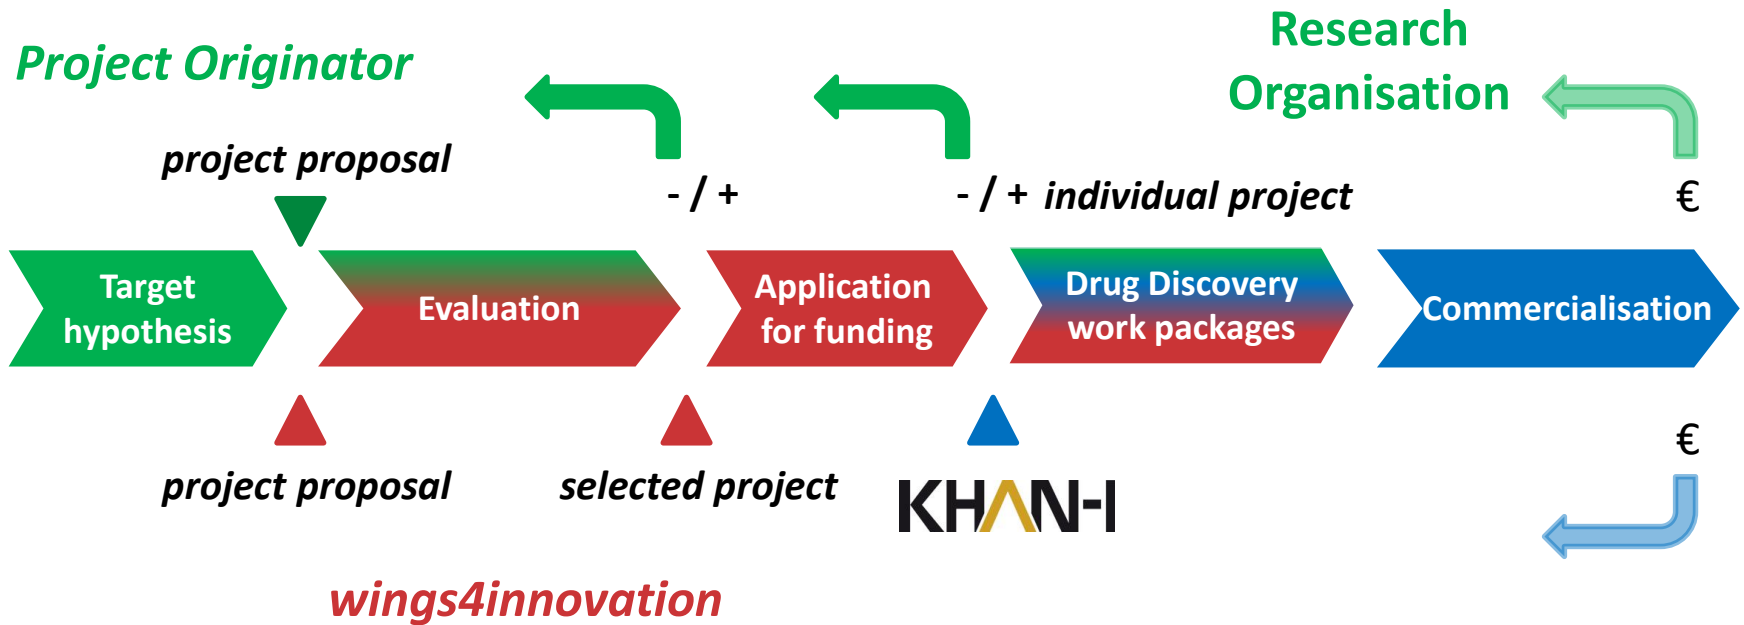 Project Originator
Research
Organisation
project proposal
- / +
- / + individual project
€
Target
hypothesis
Evaluation
Application
for funding
Drug Discovery
work packages
Commercialisation
€
project proposal
selected project
KHAN-I
wings4innovation